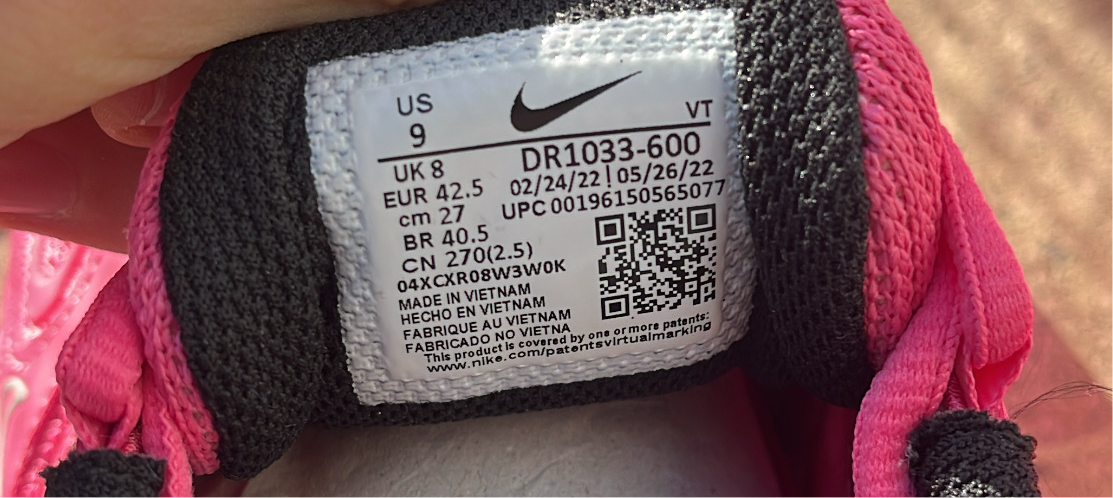 US
9
VT
UK 8
EUR 42.5
cm 27
BR 40.5
CN 270(2.5)
DR1033-600
02/24/22 | 05/26/22
UPC 00196150565077
04XCXR08W3W0K
MADE IN VIETNAM
HECHO EN VIETNAM
FABRIQUE AU VIETNAM
FABRICADO NO VIETNA
This product is covered by one or more patents:
www.nike.com/patentsvirtualmarking